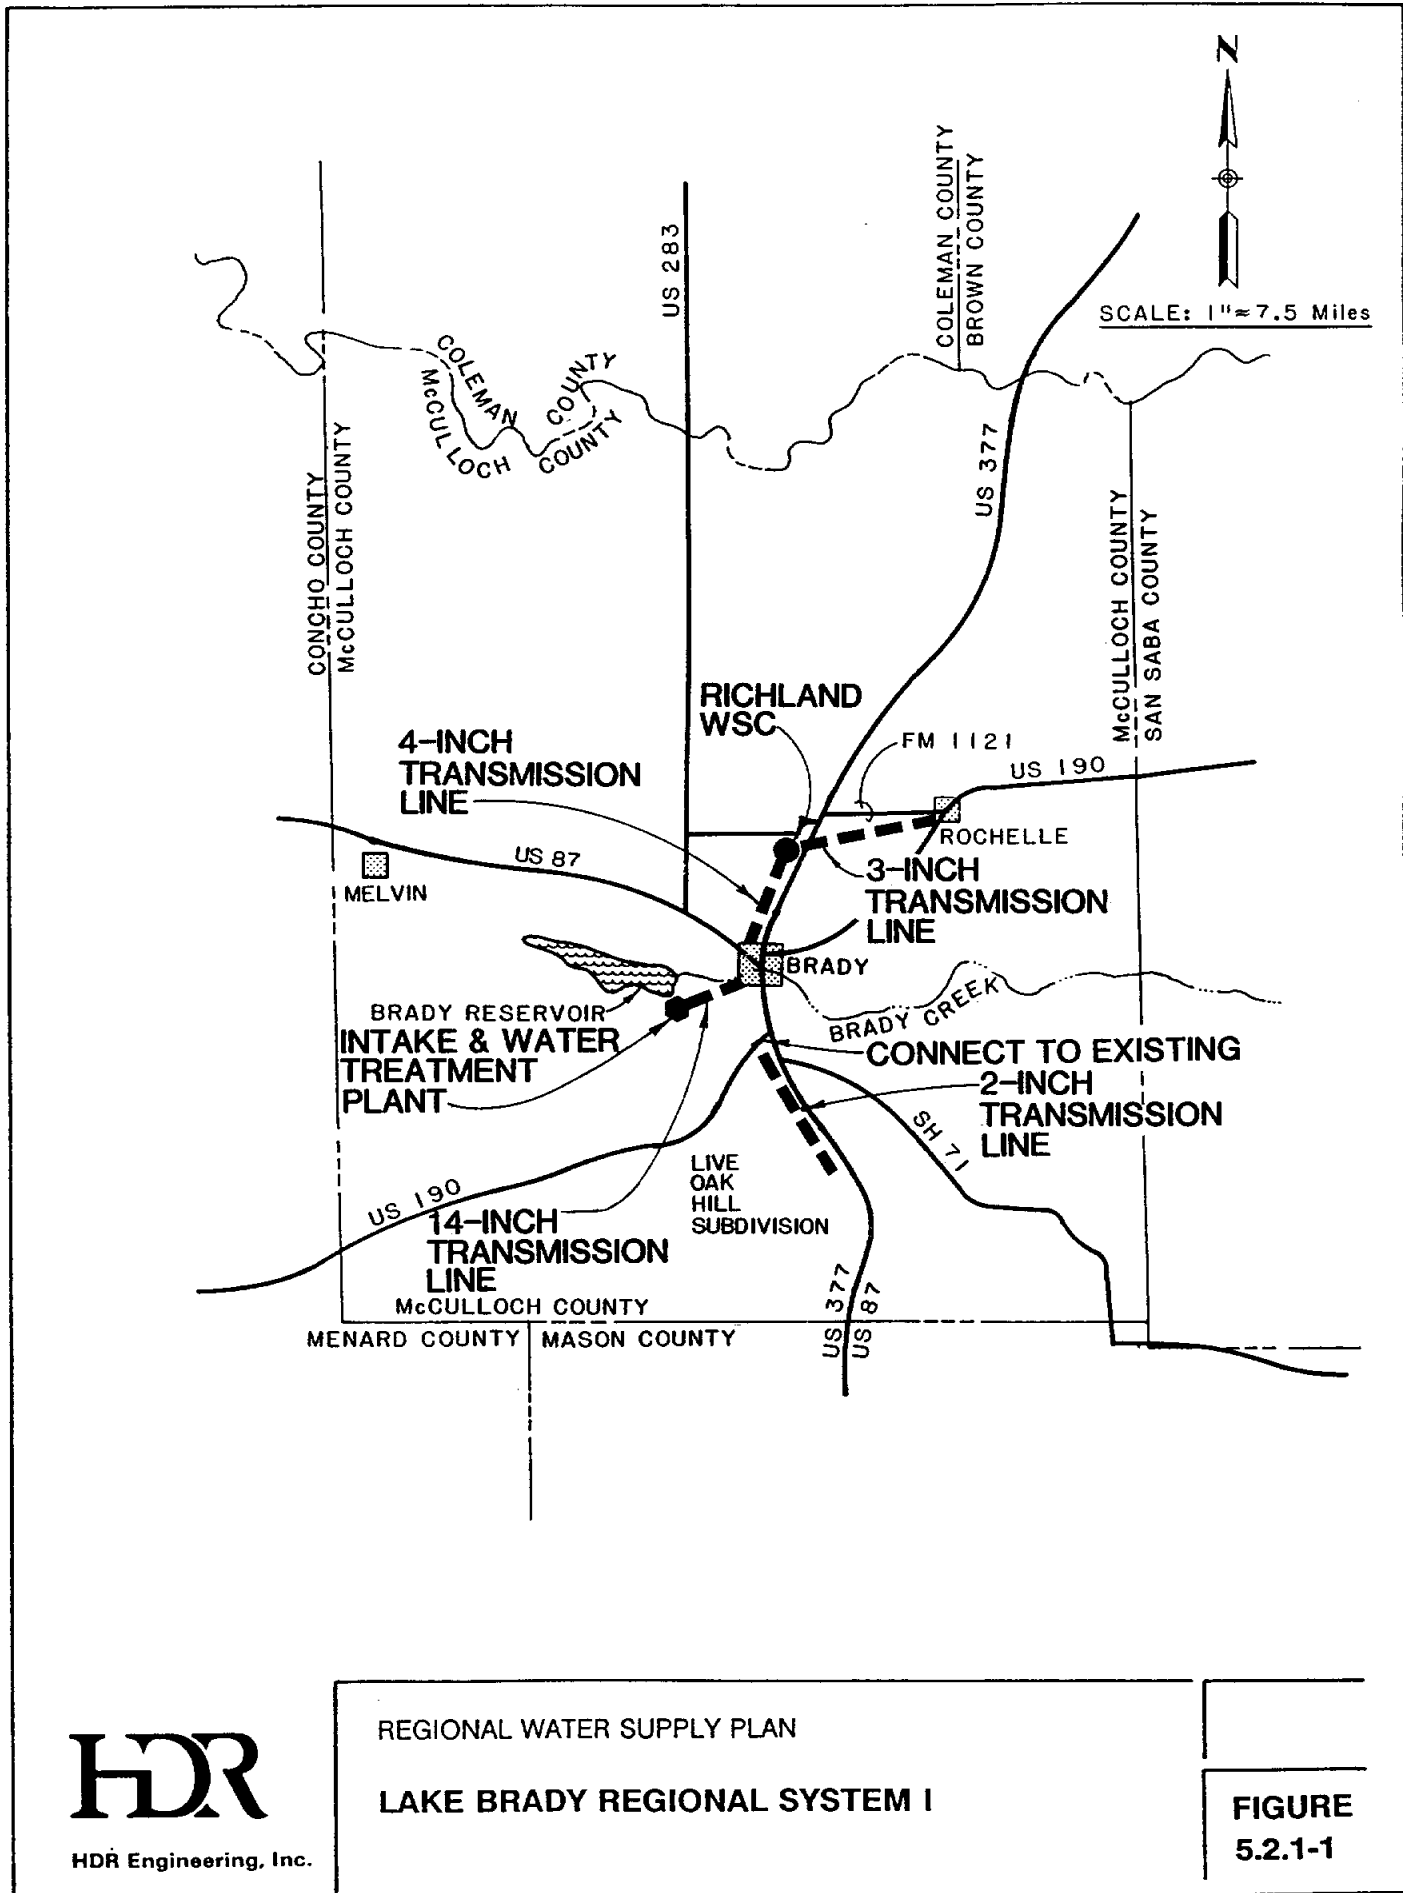 N
SCALE: 1"≈7.5 Miles
COLEMAN COUNTY
BROWN COUNTY
US 283
COLEMAN COUNTY
McCULLOCH COUNTY
US 377
CONCHO COUNTY
McCULLOCH COUNTY
McCULLOCH COUNTY
SAN SABA COUNTY
RICHLAND
WSC
FM 1121
US 190
4-INCH
TRANSMISSION
LINE
ROCHELLE
US 87
MELVIN
3-INCH
TRANSMISSION
LINE
BRADY
BRADY RESERVOIR
BRADY CREEK
INTAKE & WATER
TREATMENT
PLANT
CONNECT TO EXISTING
2-INCH
TRANSMISSION
LINE
SH 71
LIVE
OAK
HILL
SUBDIVISION
US 190
14-INCH
TRANSMISSION
LINE
US 377
US 87
McCULLOCH COUNTY
MENARD COUNTY
MASON COUNTY
HDR
HDR Engineering, Inc.
REGIONAL WATER SUPPLY PLAN
LAKE BRADY REGIONAL SYSTEM I
FIGURE
5.2.1-1